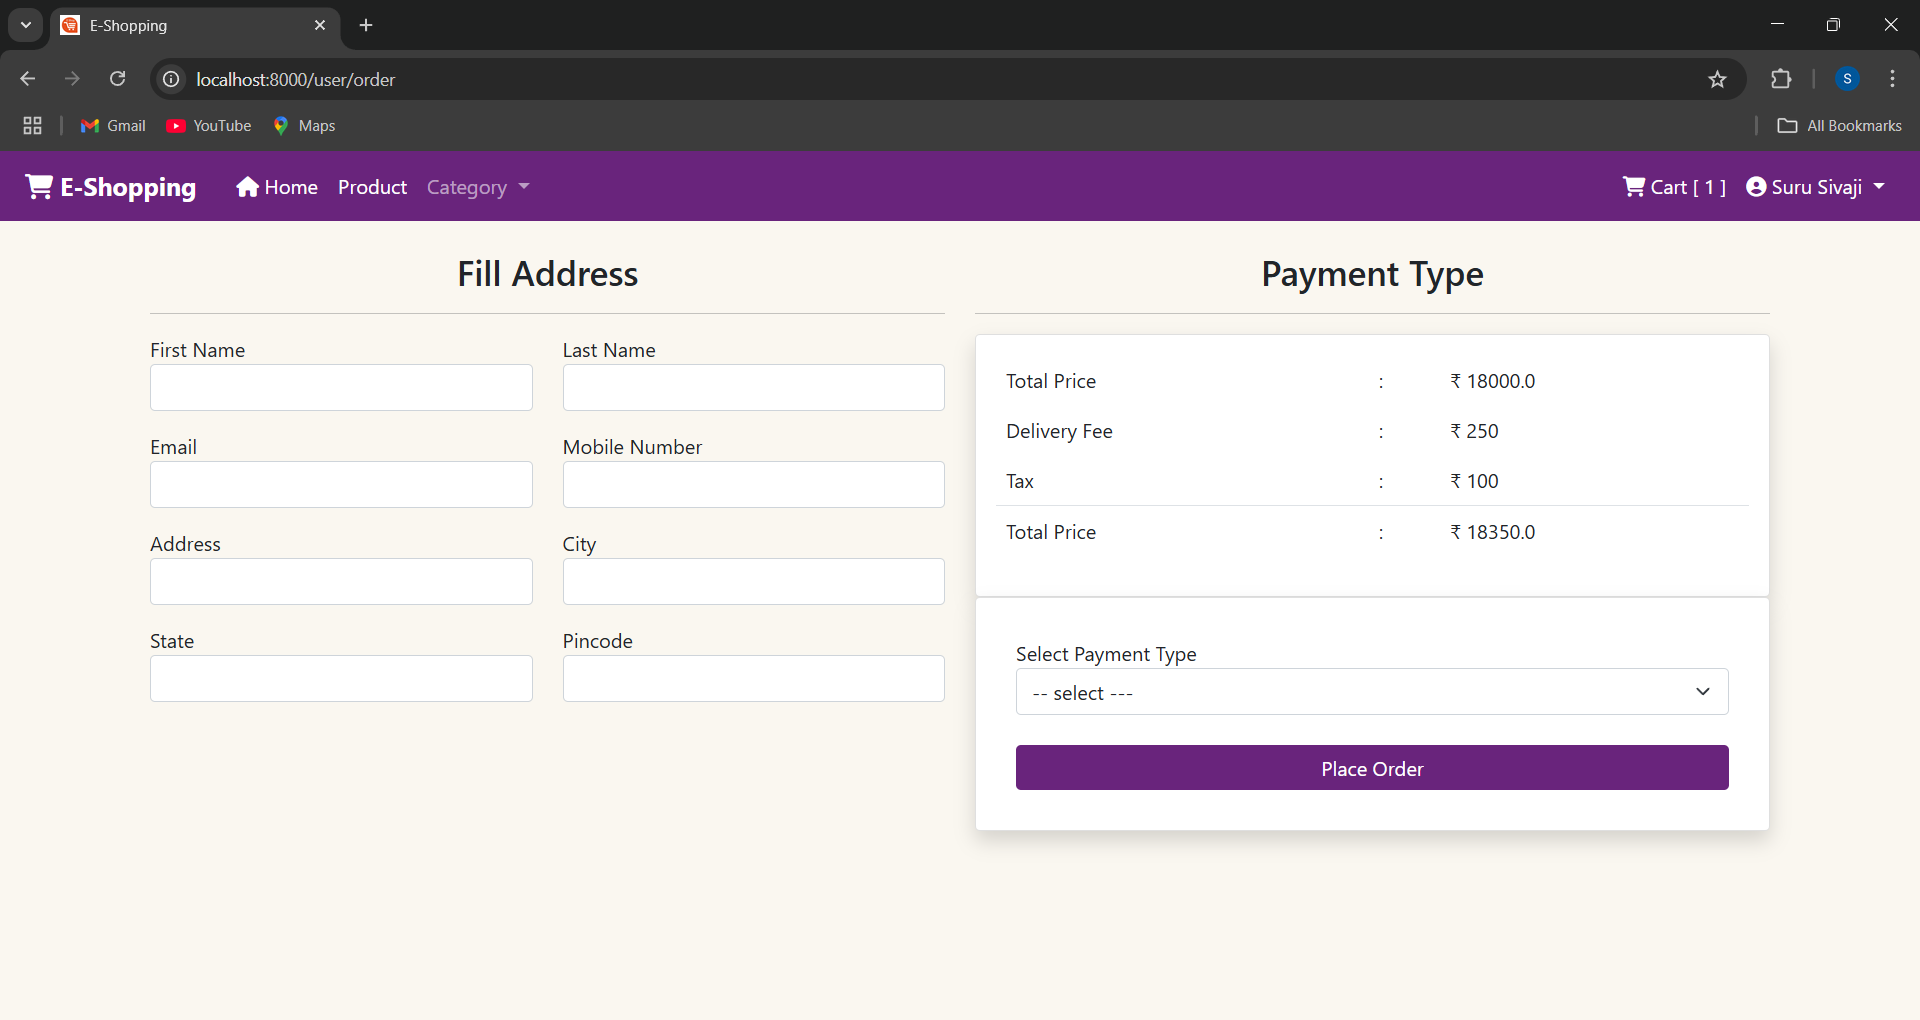 E-Shopping
localhost:8000/user/order
S
Gmail YouTube Maps All Bookmarks
E-Shopping Home Product Category Cart [ 1 ] Suru Sivaji
Fill Address
First Name Last Name
Email Mobile Number
Address City
State Pincode
Payment Type
Total Price : ₹ 18000.0
Delivery Fee : ₹ 250
Tax : ₹ 100
Total Price : ₹ 18350.0
Select Payment Type
-- select ---
Place Order